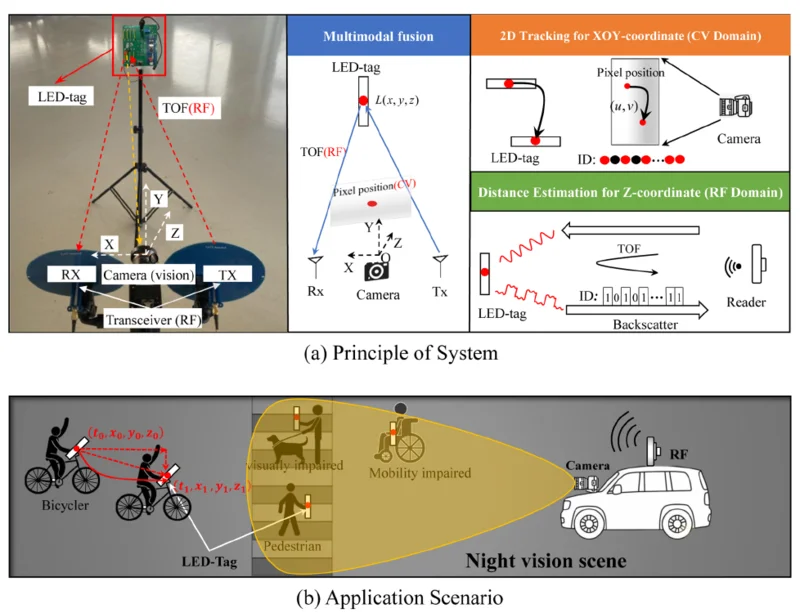 LED-tag
TOF(RF)
Y
Z
X
RX
Camera (vision)
TX
Transceiver (RF)
Multimodal fusion
LED-tag
L(x, y, z)
TOF(RF)
Pixel position(CV)
Y
Z
X
O
Rx
Camera
Tx
2D Tracking for XOY-coordinate (CV Domain)
Pixel position
(u, v)
LED-tag
Camera
ID:
Distance Estimation for Z-coordinate (RF Domain)
TOF
LED-tag
ID: 1 0 1 0 1 ··· 1 1
Reader
Backscatter
(a) Principle of System
(t₀, x₀, y₀, z₀)
(t₁, x₁, y₁, z₁)
Bicycler
LED-Tag
visually impaired
Pedestrian
Mobility impaired
Camera
RF
Night vision scene
(b) Application Scenario